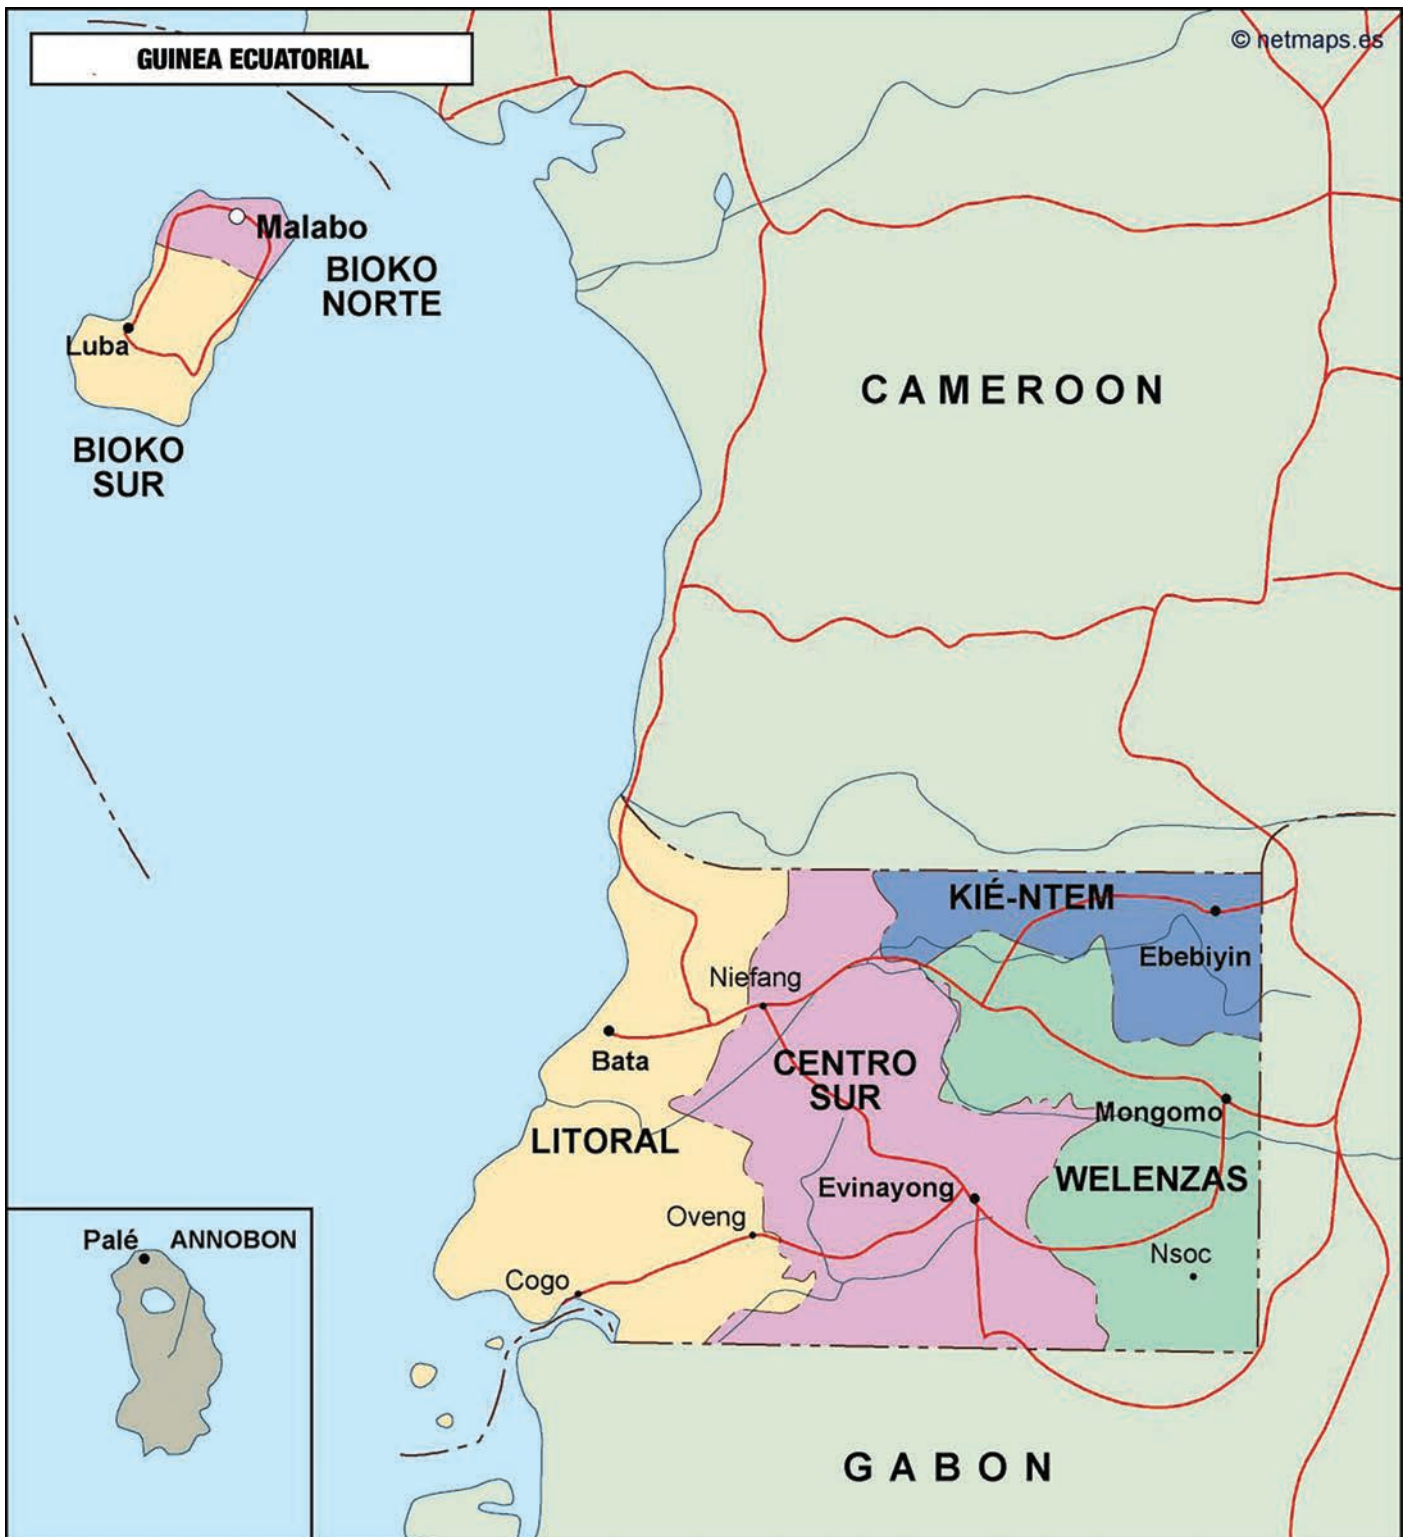 GUINEA ECUATORIAL
© netmaps.es
Malabo
BIOKO
NORTE
Luba
BIOKO
SUR
CAMEROON
KIÉ-NTEM
Ebebiyin
Niefang
Bata
CENTRO
SUR
Mongomo
LITORAL
WELENZAS
Evinayong
Oveng
Nsoc
Cogo
Palé
ANNOBON
GABON